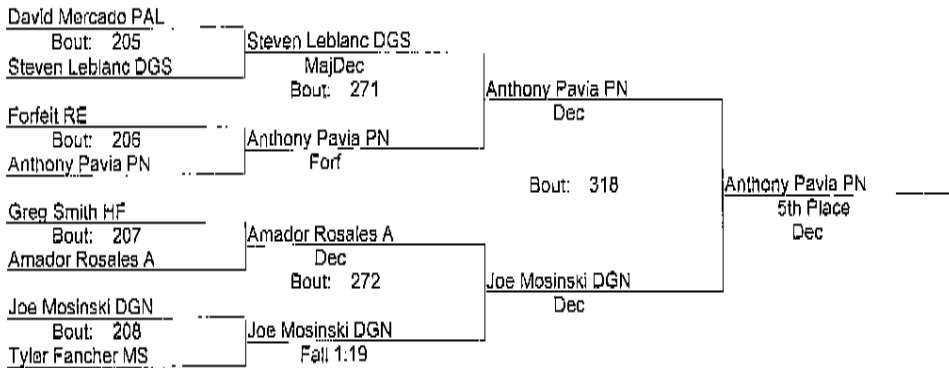 David Mercado PAL
Bout: 205
Steven Leblanc DGS
Steven Leblanc DGS
MajDec
Bout: 271
Forfeit RE
Bout: 206
Anthony Pavia PN
Anthony Pavia PN
Forf
Anthony Pavia PN
Dec
Bout: 318
Greg Smith HF
Bout: 207
Amador Rosales A
Amador Rosales A
Dec
Bout: 272
Joe Mosinski DGN
Bout: 208
Tyler Fancher MS
Joe Mosinski DGN
Fall 1:19
Joe Mosinski DGN
Dec
Anthony Pavia PN
5th Place
Dec